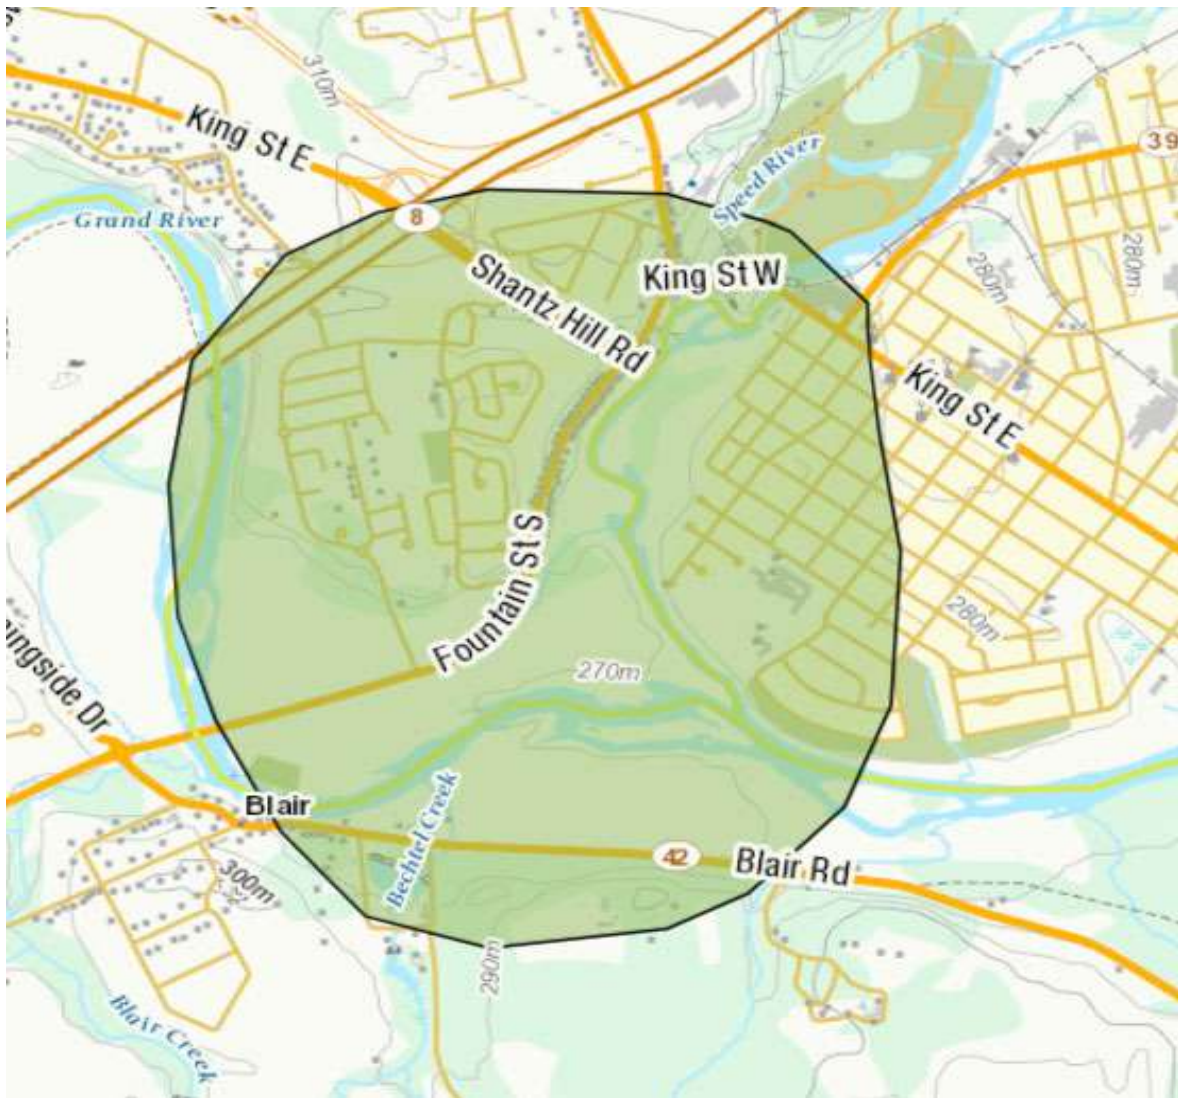 310m
King St E
39
Speed River
Grand River
8
280m
280m
King St W
Shantz Hill Rd
King St E
Fountain St S
280m
ningside Dr
270m
Blair
Bechtel Creek
42
Blair Rd
300m
290m
Blair Creek